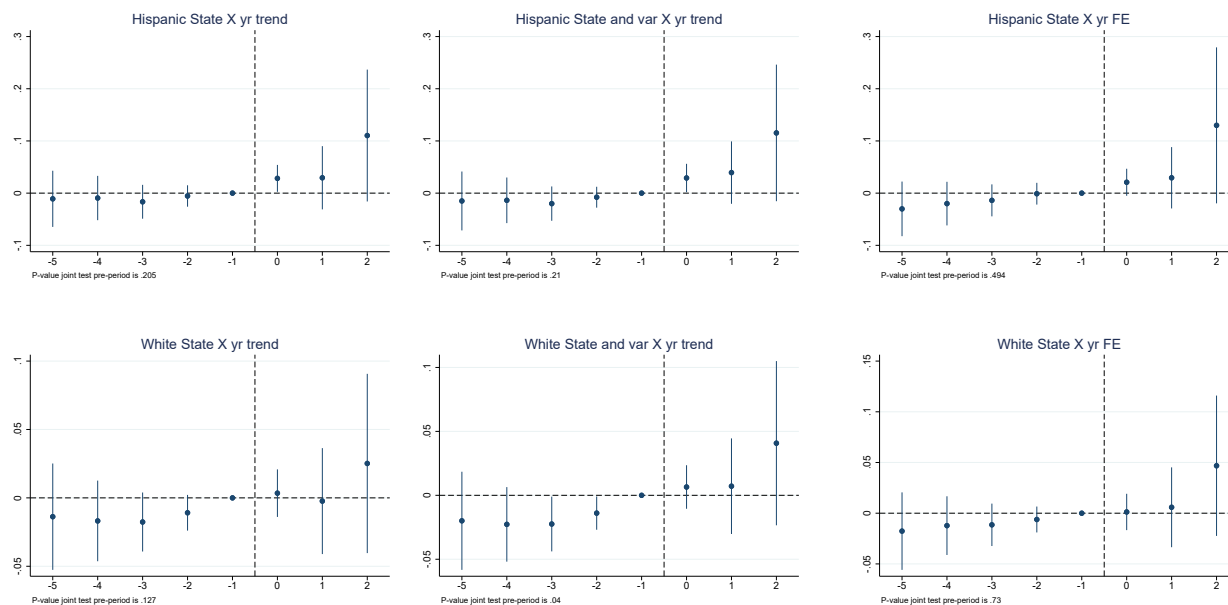 Hispanic State X yr trend
.3
.2
.1
0
-.1
-5 -4 -3 -2 -1 0 1 2
P-value joint test pre-period is .205
Hispanic State and var X yr trend
.3
.2
.1
0
-.1
-5 -4 -3 -2 -1 0 1 2
P-value joint test pre-period is .21
Hispanic State X yr FE
.3
.2
.1
0
-.1
-5 -4 -3 -2 -1 0 1 2
P-value joint test pre-period is .494
White State X yr trend
.1
.05
0
-.05
-5 -4 -3 -2 -1 0 1 2
P-value joint test pre-period is .127
White State and var X yr trend
.1
.05
0
-.05
-5 -4 -3 -2 -1 0 1 2
P-value joint test pre-period is .04
White State X yr FE
.15
.1
.05
0
-.05
-5 -4 -3 -2 -1 0 1 2
P-value joint test pre-period is .73